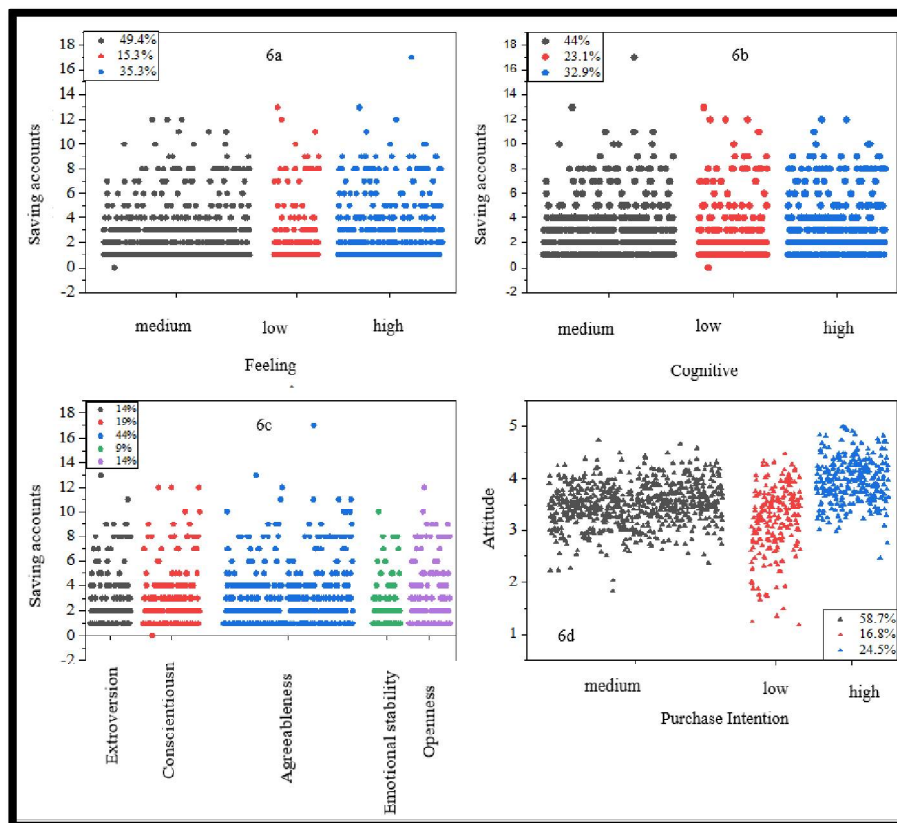 49.4%
15.3%
35.3%
6a
18
16
14
12
10
8
6
4
2
0
-2
Saving accounts
medium low high
Feeling
44%
23.1%
32.9%
6b
18
16
14
12
10
8
6
4
2
0
-2
Saving accounts
medium low high
Cognitive
14%
19%
44%
9%
14%
6c
18
16
14
12
10
8
6
4
2
0
-2
Saving accounts
Extroversion
Conscientiousn
Agreeableness
Emotional stability
Openness
5
4
3
2
1
Attitude
6d
58.7%
16.8%
24.5%
medium low high
Purchase Intention